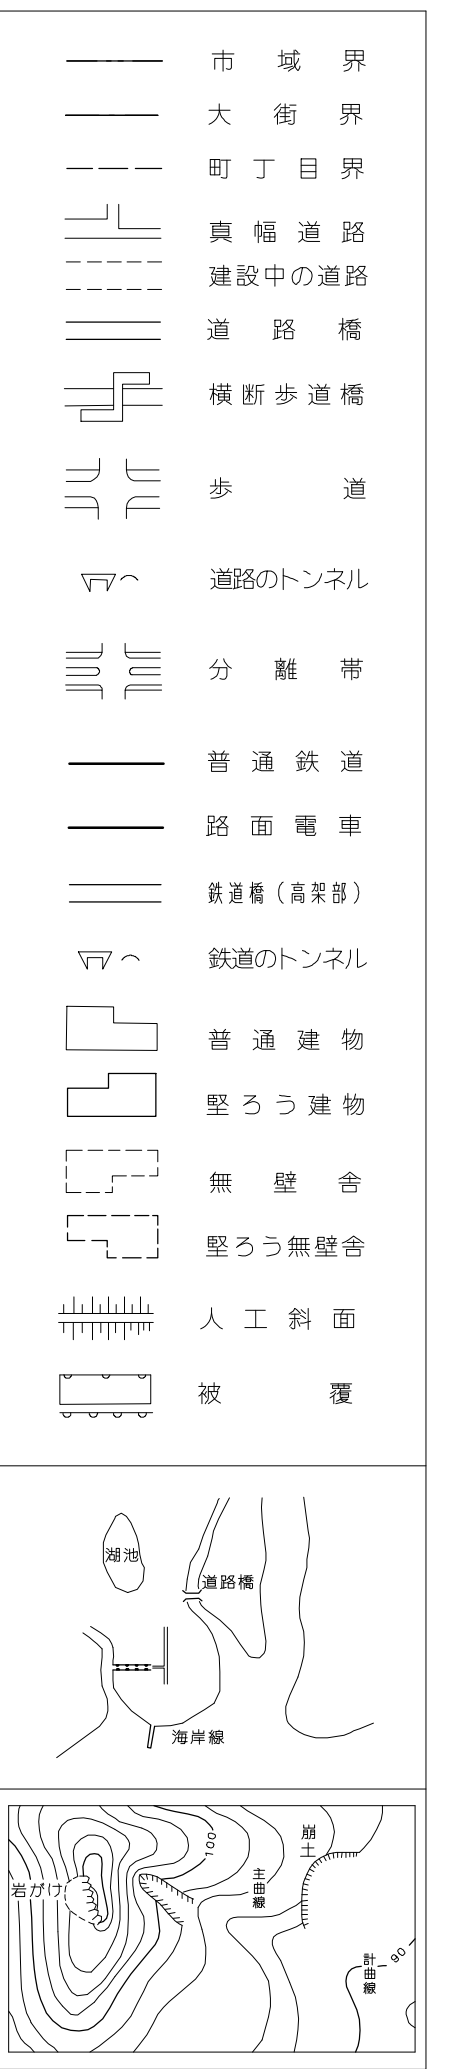 市域界
大街界
町丁目界
真幅道路
建設中の道路
道路橋
横断歩道橋
歩道
道路のトンネル
分離帯
普通鉄道
路面電車
鉄道橋（高架部）
鉄道のトンネル
普通建物
堅ろう建物
無壁舎
堅ろう無壁舎
人工斜面
被覆
湖池
道路橋
海岸線
100
崩土
主曲線
岩がけ
計曲線
90